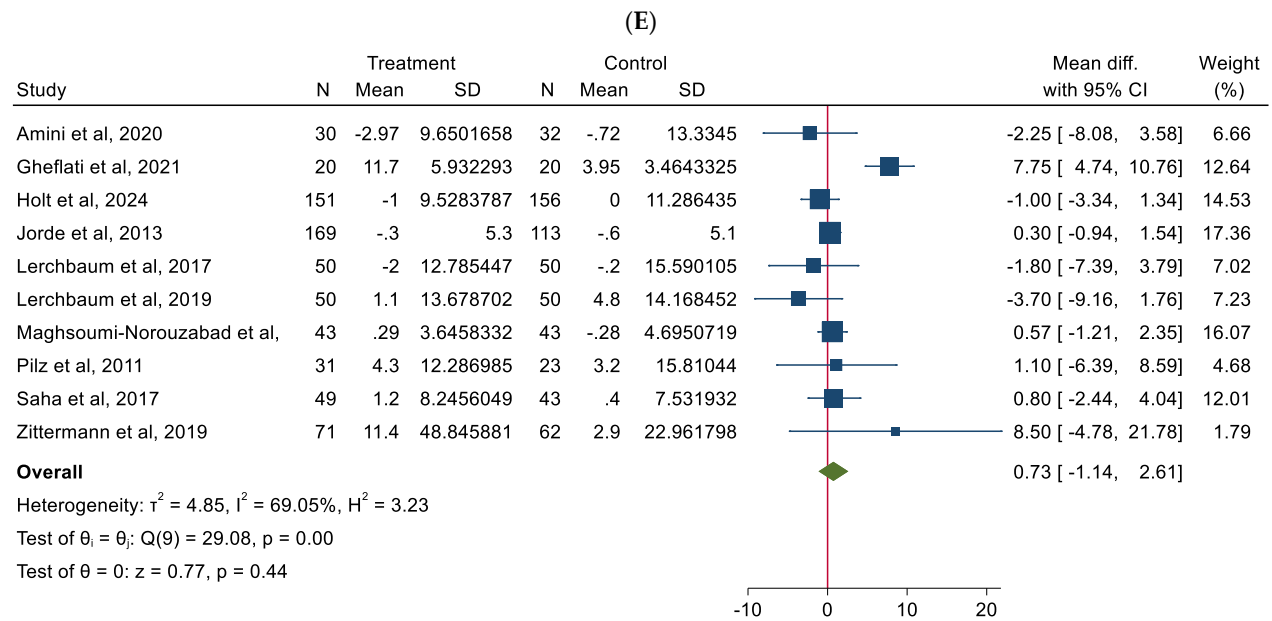 (E)
Treatment Control Mean diff. Weight
Study N Mean SD N Mean SD with 95% CI (%)
Amini et al, 2020 30 -2.97 9.6501658 32 -.72 13.3345 -2.25 [ -8.08, 3.58] 6.66
Gheflati et al, 2021 20 11.7 5.932293 20 3.95 3.4643325 7.75 [ 4.74, 10.76] 12.64
Holt et al, 2024 151 -1 9.5283787 156 0 11.286435 -1.00 [ -3.34, 1.34] 14.53
Jorde et al, 2013 169 -.3 5.3 113 -.6 5.1 0.30 [ -0.94, 1.54] 17.36
Lerchbaum et al, 2017 50 -2 12.785447 50 -.2 15.590105 -1.80 [ -7.39, 3.79] 7.02
Lerchbaum et al, 2019 50 1.1 13.678702 50 4.8 14.168452 -3.70 [ -9.16, 1.76] 7.23
Maghsoumi-Norouzabad et al, 43 .29 3.6458332 43 -.28 4.6950719 0.57 [ -1.21, 2.35] 16.07
Pilz et al, 2011 31 4.3 12.286985 23 3.2 15.81044 1.10 [ -6.39, 8.59] 4.68
Saha et al, 2017 49 1.2 8.2456049 43 .4 7.531932 0.80 [ -2.44, 4.04] 12.01
Zittermann et al, 2019 71 11.4 48.845881 62 2.9 22.961798 8.50 [ -4.78, 21.78] 1.79
Overall 0.73 [ -1.14, 2.61]
Heterogeneity: τ² = 4.85, I² = 69.05%, H² = 3.23
Test of θᵢ = θⱼ: Q(9) = 29.08, p = 0.00
Test of θ = 0: z = 0.77, p = 0.44
-10 0 10 20